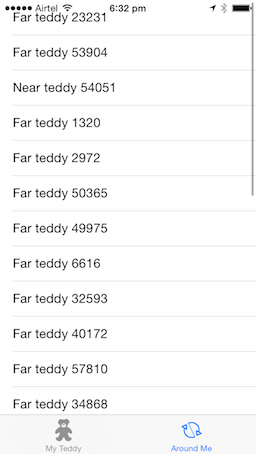 Airtel 6:32 pm
Far teddy 23231
Far teddy 53904
Near teddy 54051
Far teddy 1320
Far teddy 2972
Far teddy 50365
Far teddy 49975
Far teddy 6616
Far teddy 32593
Far teddy 40172
Far teddy 57810
Far teddy 34868
My Teddy Around Me